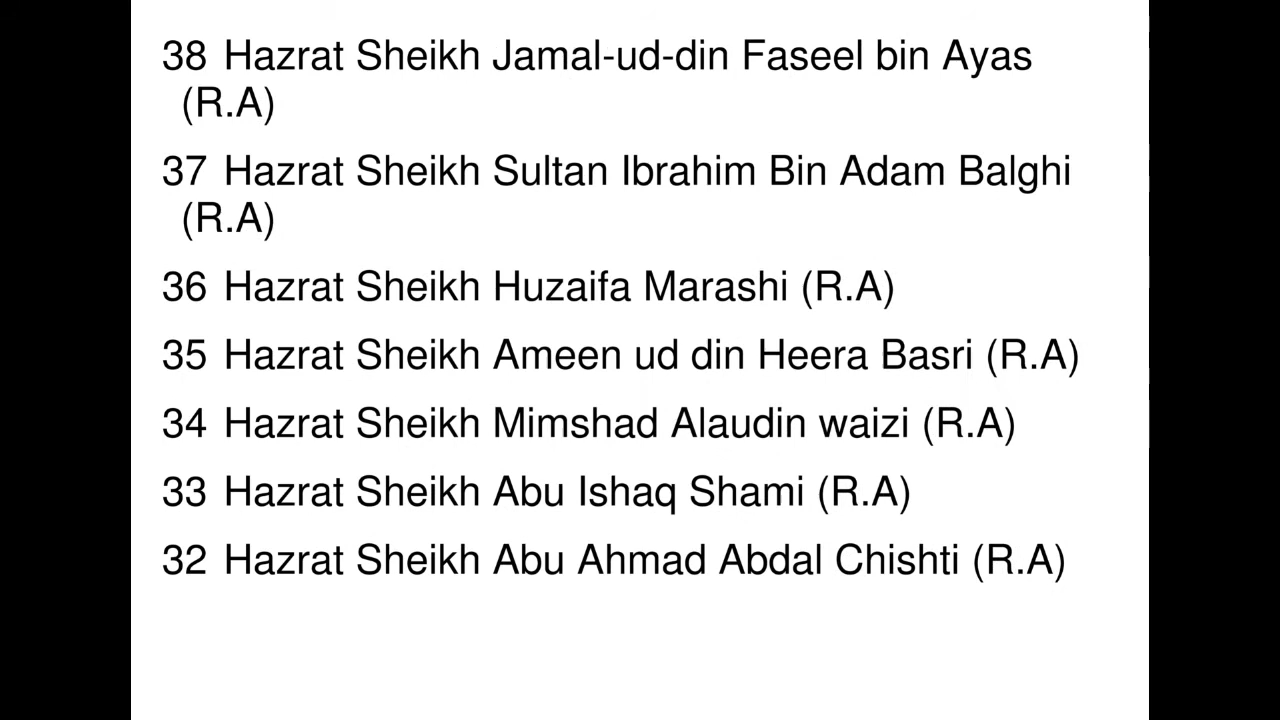 38 Hazrat Sheikh Jamal-ud-din Faseel bin Ayas
(R.A)
37 Hazrat Sheikh Sultan Ibrahim Bin Adam Balghi
(R.A)
36 Hazrat Sheikh Huzaifa Marashi (R.A)
35 Hazrat Sheikh Ameen ud din Heera Basri (R.A)
34 Hazrat Sheikh Mimshad Alaudin waizi (R.A)
33 Hazrat Sheikh Abu Ishaq Shami (R.A)
32 Hazrat Sheikh Abu Ahmad Abdal Chishti (R.A)